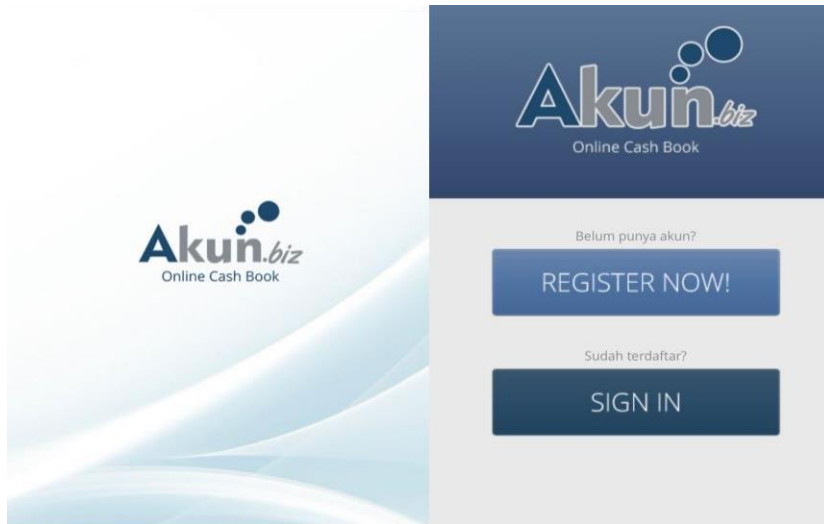 Akun.biz
Online Cash Book
Akun.biz
Online Cash Book
Belum punya akun?
REGISTER NOW!
Sudah terdaftar?
SIGN IN